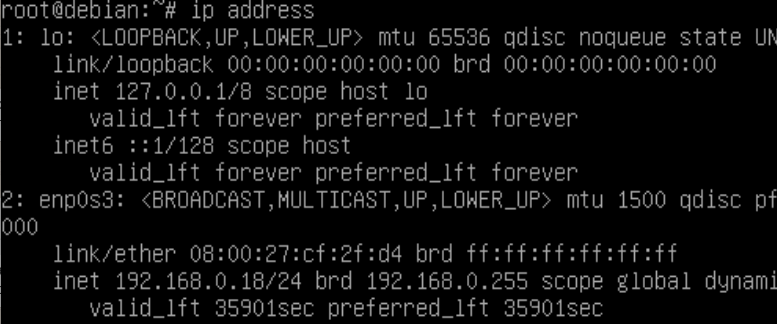 root@debian:~# ip address
1: lo: <LOOPBACK,UP,LOWER_UP> mtu 65536 qdisc noqueue state UN
link/loopback 00:00:00:00:00:00 brd 00:00:00:00:00:00
inet 127.0.0.1/8 scope host lo
valid_lft forever preferred_lft forever
inet6 ::1/128 scope host
valid_lft forever preferred_lft forever
2: enp0s3: <BROADCAST,MULTICAST,UP,LOWER_UP> mtu 1500 qdisc pf
000
link/ether 08:00:27:cf:2f:d4 brd ff:ff:ff:ff:ff:ff
inet 192.168.0.18/24 brd 192.168.0.255 scope global dynami
valid_lft 35901sec preferred_lft 35901sec